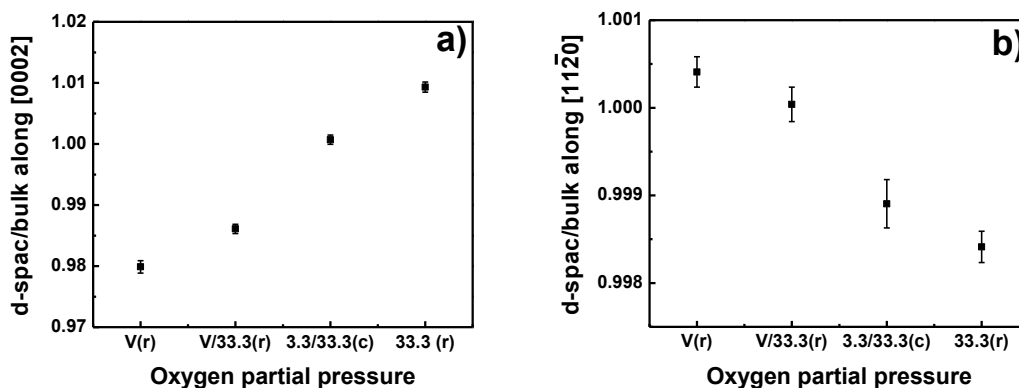 a)
d-spac/bulk along [0002]
1.02
1.01
1.00
0.99
0.98
0.97
V(r) V/33.3(r) 3.3/33.3(c) 33.3 (r)
Oxygen partial pressure
b)
d-spac/bulk along [112̄0]
1.001
1.000
0.999
0.998
V(r) V/33.3(r) 3.3/33.3(c) 33.3(r)
Oxygen partial pressure